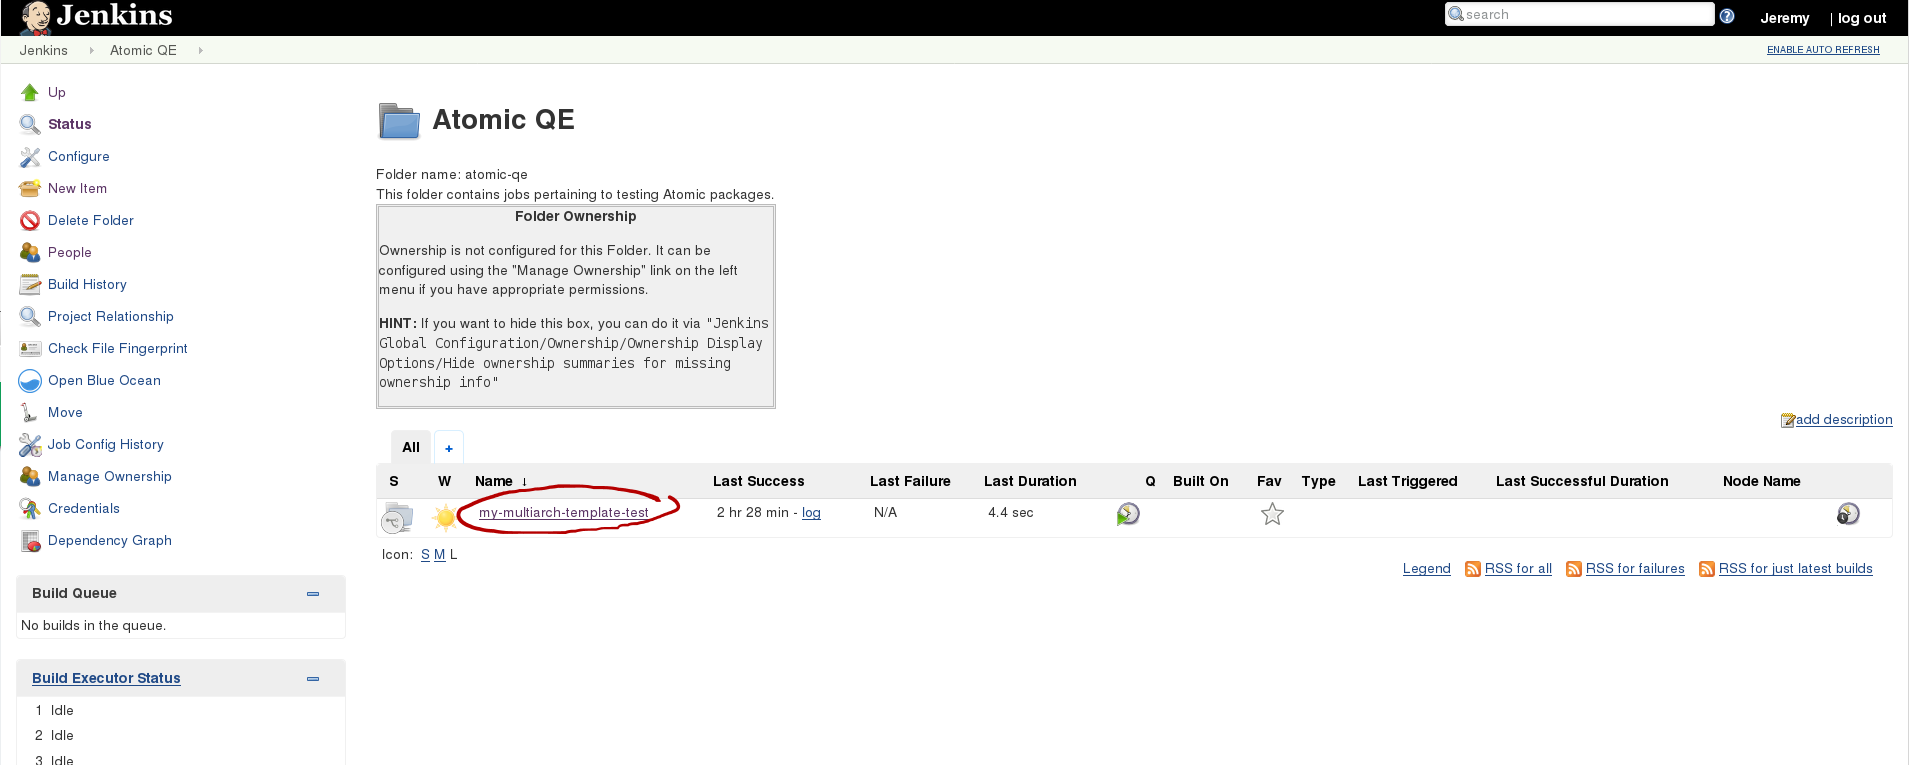 Jenkins
search
Jeremy | log out
Jenkins Atomic QE
ENABLE AUTO REFRESH
Up
Status
Configure
New Item
Delete Folder
People
Build History
Project Relationship
Check File Fingerprint
Open Blue Ocean
Move
Job Config History
Manage Ownership
Credentials
Dependency Graph
Build Queue
No builds in the queue.
Build Executor Status
1 Idle
2 Idle
3 Idle
Atomic QE
Folder name: atomic-qe
This folder contains jobs pertaining to testing Atomic packages.
Folder Ownership
Ownership is not configured for this Folder. It can be
configured using the "Manage Ownership" link on the left
menu if you have appropriate permissions.
HINT: If you want to hide this box, you can do it via "Jenkins
Global Configuration/Ownership/Ownership Display
Options/Hide ownership summaries for missing
ownership info"
add description
All +
S W Name ↓ Last Success Last Failure Last Duration Q Built On Fav Type Last Triggered Last Successful Duration Node Name
my-multiarch-template-test 2 hr 28 min - log N/A 4.4 sec
Icon: S M L
Legend RSS for all RSS for failures RSS for just latest builds